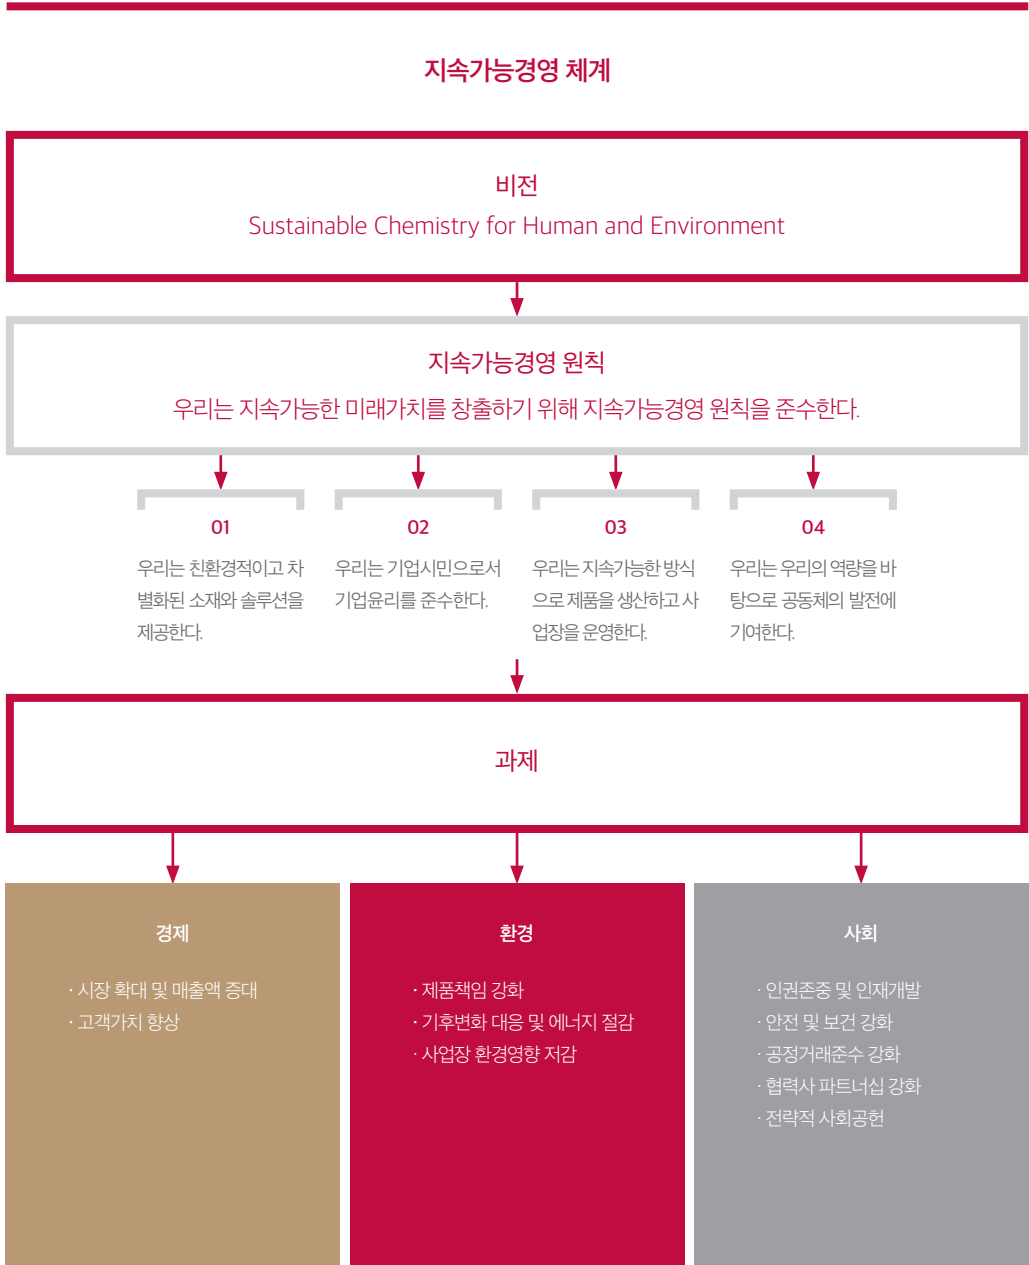 지속가능경영 체계
비전
Sustainable Chemistry for Human and Environment
지속가능경영 원칙
우리는 지속가능한 미래가치를 창출하기 위해 지속가능경영 원칙을 준수한다.
01
우리는 친환경적이고 차
별화된 소재와 솔루션을
제공한다.
02
우리는 기업시민으로서
기업윤리를 준수한다.
03
우리는 지속가능한 방식
으로 제품을 생산하고 사
업장을 운영한다.
04
우리는 우리의 역량을 바
탕으로 공동체의 발전에
기여한다.
과제
경제
· 시장 확대 및 매출액 증대
· 고객가치 향상
환경
· 제품책임 강화
· 기후변화 대응 및 에너지 절감
· 사업장 환경영향 저감
사회
· 인권존중 및 인재개발
· 안전 및 보건 강화
· 공정거래준수 강화
· 협력사 파트너십 강화
· 전략적 사회공헌